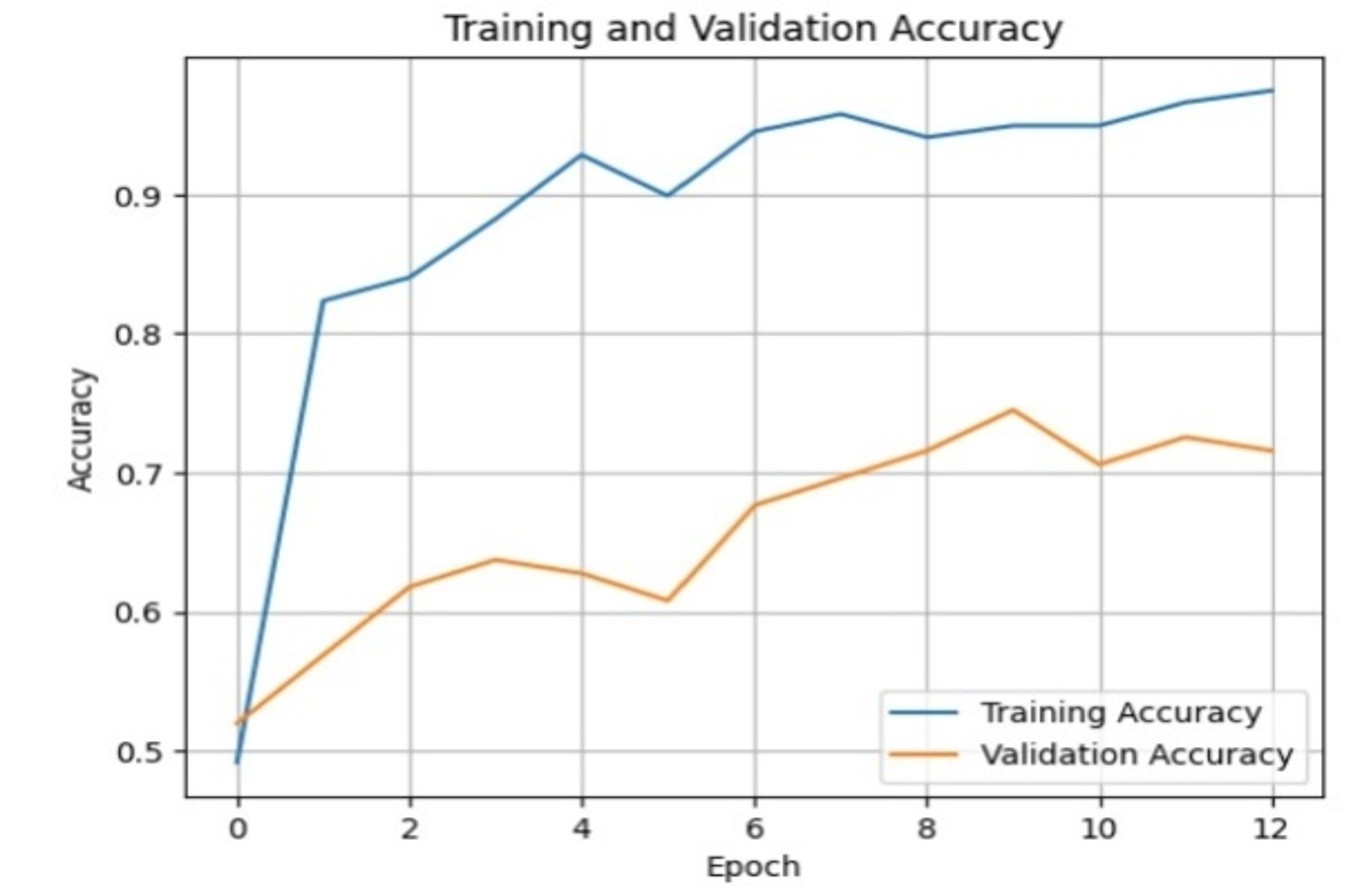 Training and Validation Accuracy
Accuracy
0.9
0.8
0.7
0.6
0.5
Training Accuracy
Validation Accuracy
0 2 4 6 8 10 12
Epoch